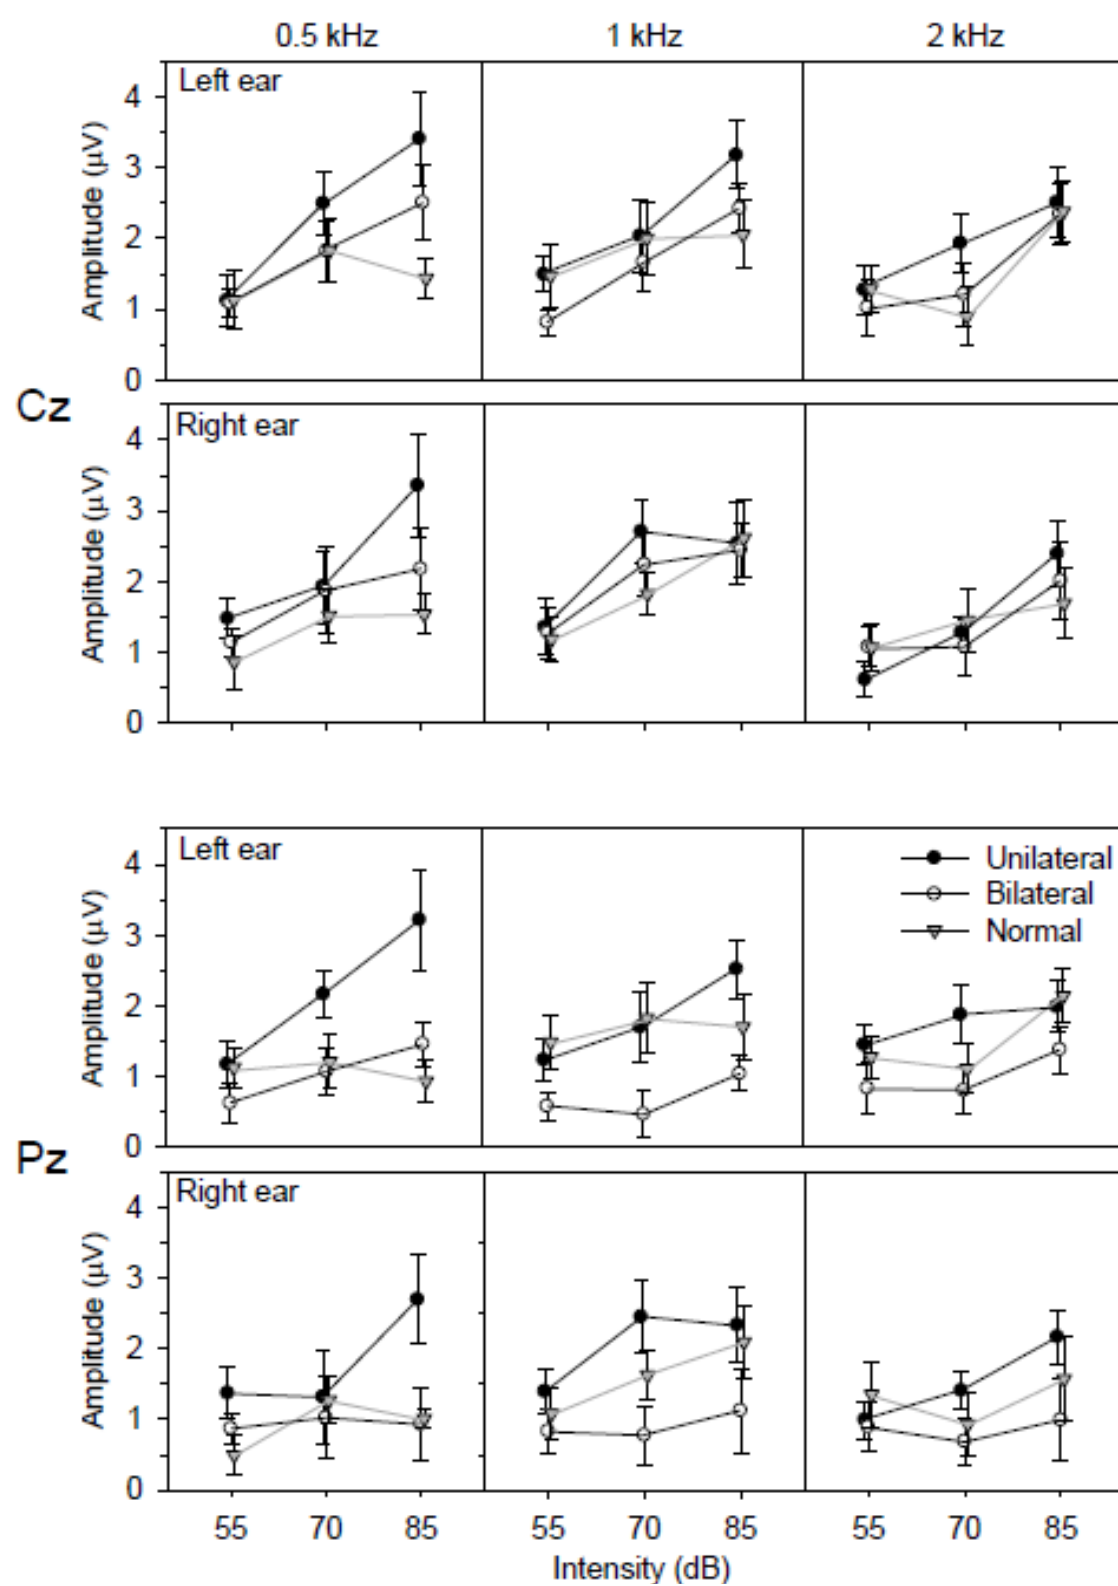 0.5 kHz 1 kHz 2 kHz
Left ear
Amplitude (µV)
4
3
2
1
0
Cz
Right ear
Amplitude (µV)
4
3
2
1
0
Left ear
Unilateral
Bilateral
Normal
Amplitude (µV)
4
3
2
1
0
Pz
Right ear
Amplitude (µV)
4
3
2
1
0
55 70 85 55 70 85 55 70 85
Intensity (dB)